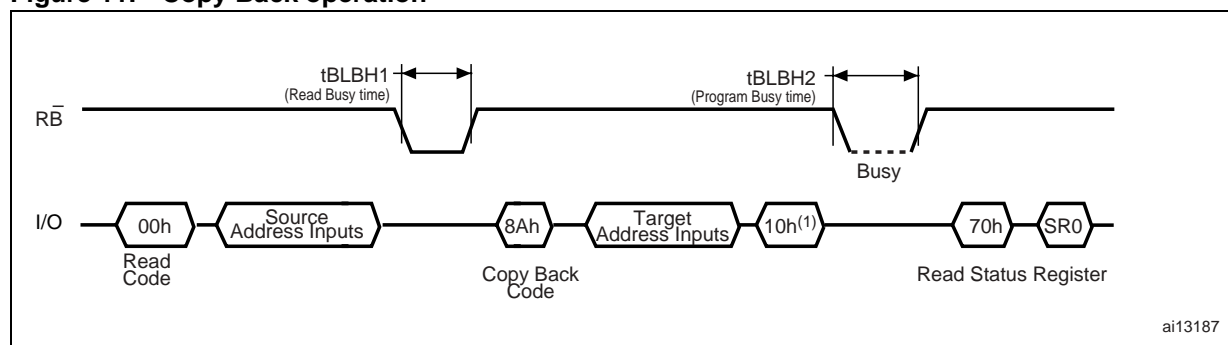 Figure 11. Copy Back operation
tBLBH1
(Read Busy time)
tBLBH2
(Program Busy time)
RB̅
Busy
I/O
00h
Source
Address Inputs
8Ah
Target
Address Inputs
10h(1)
70h
SR0
Read
Code
Copy Back
Code
Read Status Register
ai13187